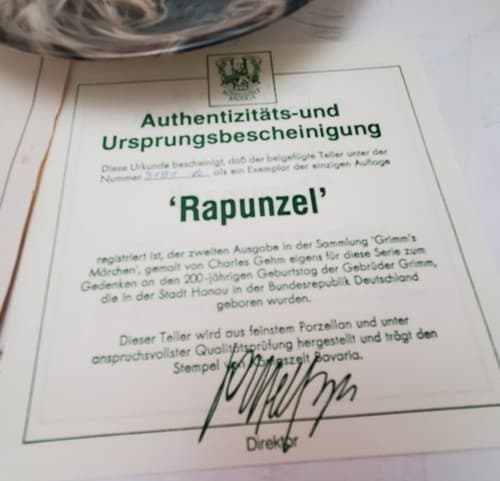 Authentizitäts-und
Ursprungsbescheinigung
Diese Urkunde bescheinigt, daß der beigefügte Teller unter der
Nummer als ein Exemplar der einzigen Auflage
‘Rapunzel’
registriert ist, der zweiten Ausgabe in der Sammlung ‘Grimm's
Märchen’, gemalt von Charles Gehm eigens für diese Serie zum
Gedenken an den 200-jährigen Geburtstag der Gebrüder Grimm,
die in der Stadt Hanau in der Bundesrepublik Deutschland
geboren wurden.
Dieser Teller wird aus feinstem Porzellan und unter
anspruchsvollster Qualitätsprüfung hergestellt und trägt den
Stempel von Königszelt Bavaria.
Direktor